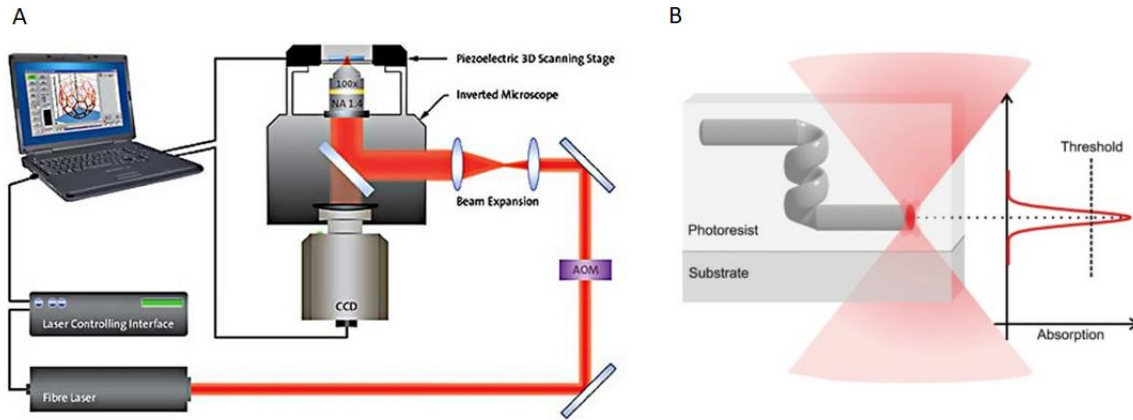 A
Piezoelectric 3D Scanning Stage
100x
NA 1.4
Inverted Microscope
Beam Expansion
AOM
CCD
Laser Controlling Interface
Fibre Laser
B
Threshold
Photoresist
Substrate
Absorption